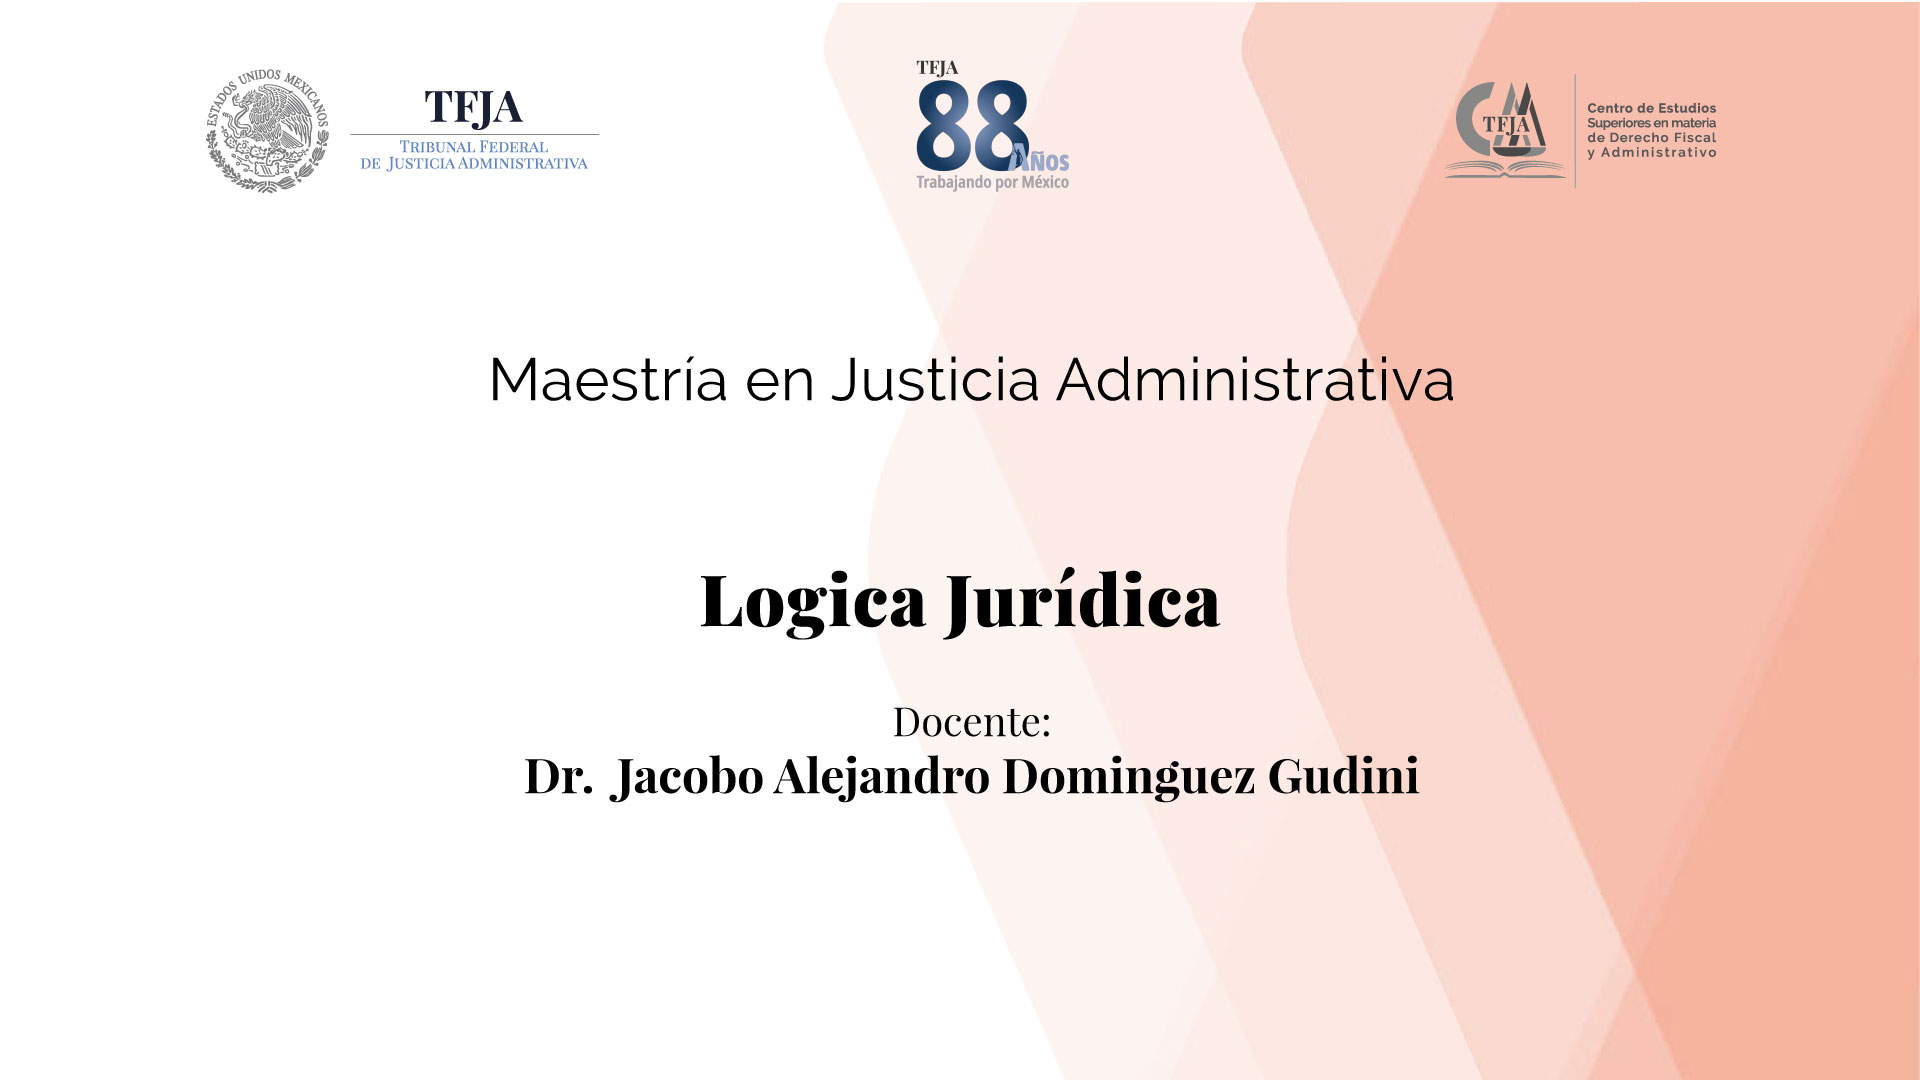 ESTADOS UNIDOS MEXICANOS
TFJA
TRIBUNAL FEDERAL
DE JUSTICIA ADMINISTRATIVA
TFJA
88
AÑOS
Trabajando por México
TFJA
Centro de Estudios
Superiores en materia
de Derecho Fiscal
y Administrativo
Maestría en Justicia Administrativa
Logica Jurídica
Docente:
Dr. Jacobo Alejandro Dominguez Gudini